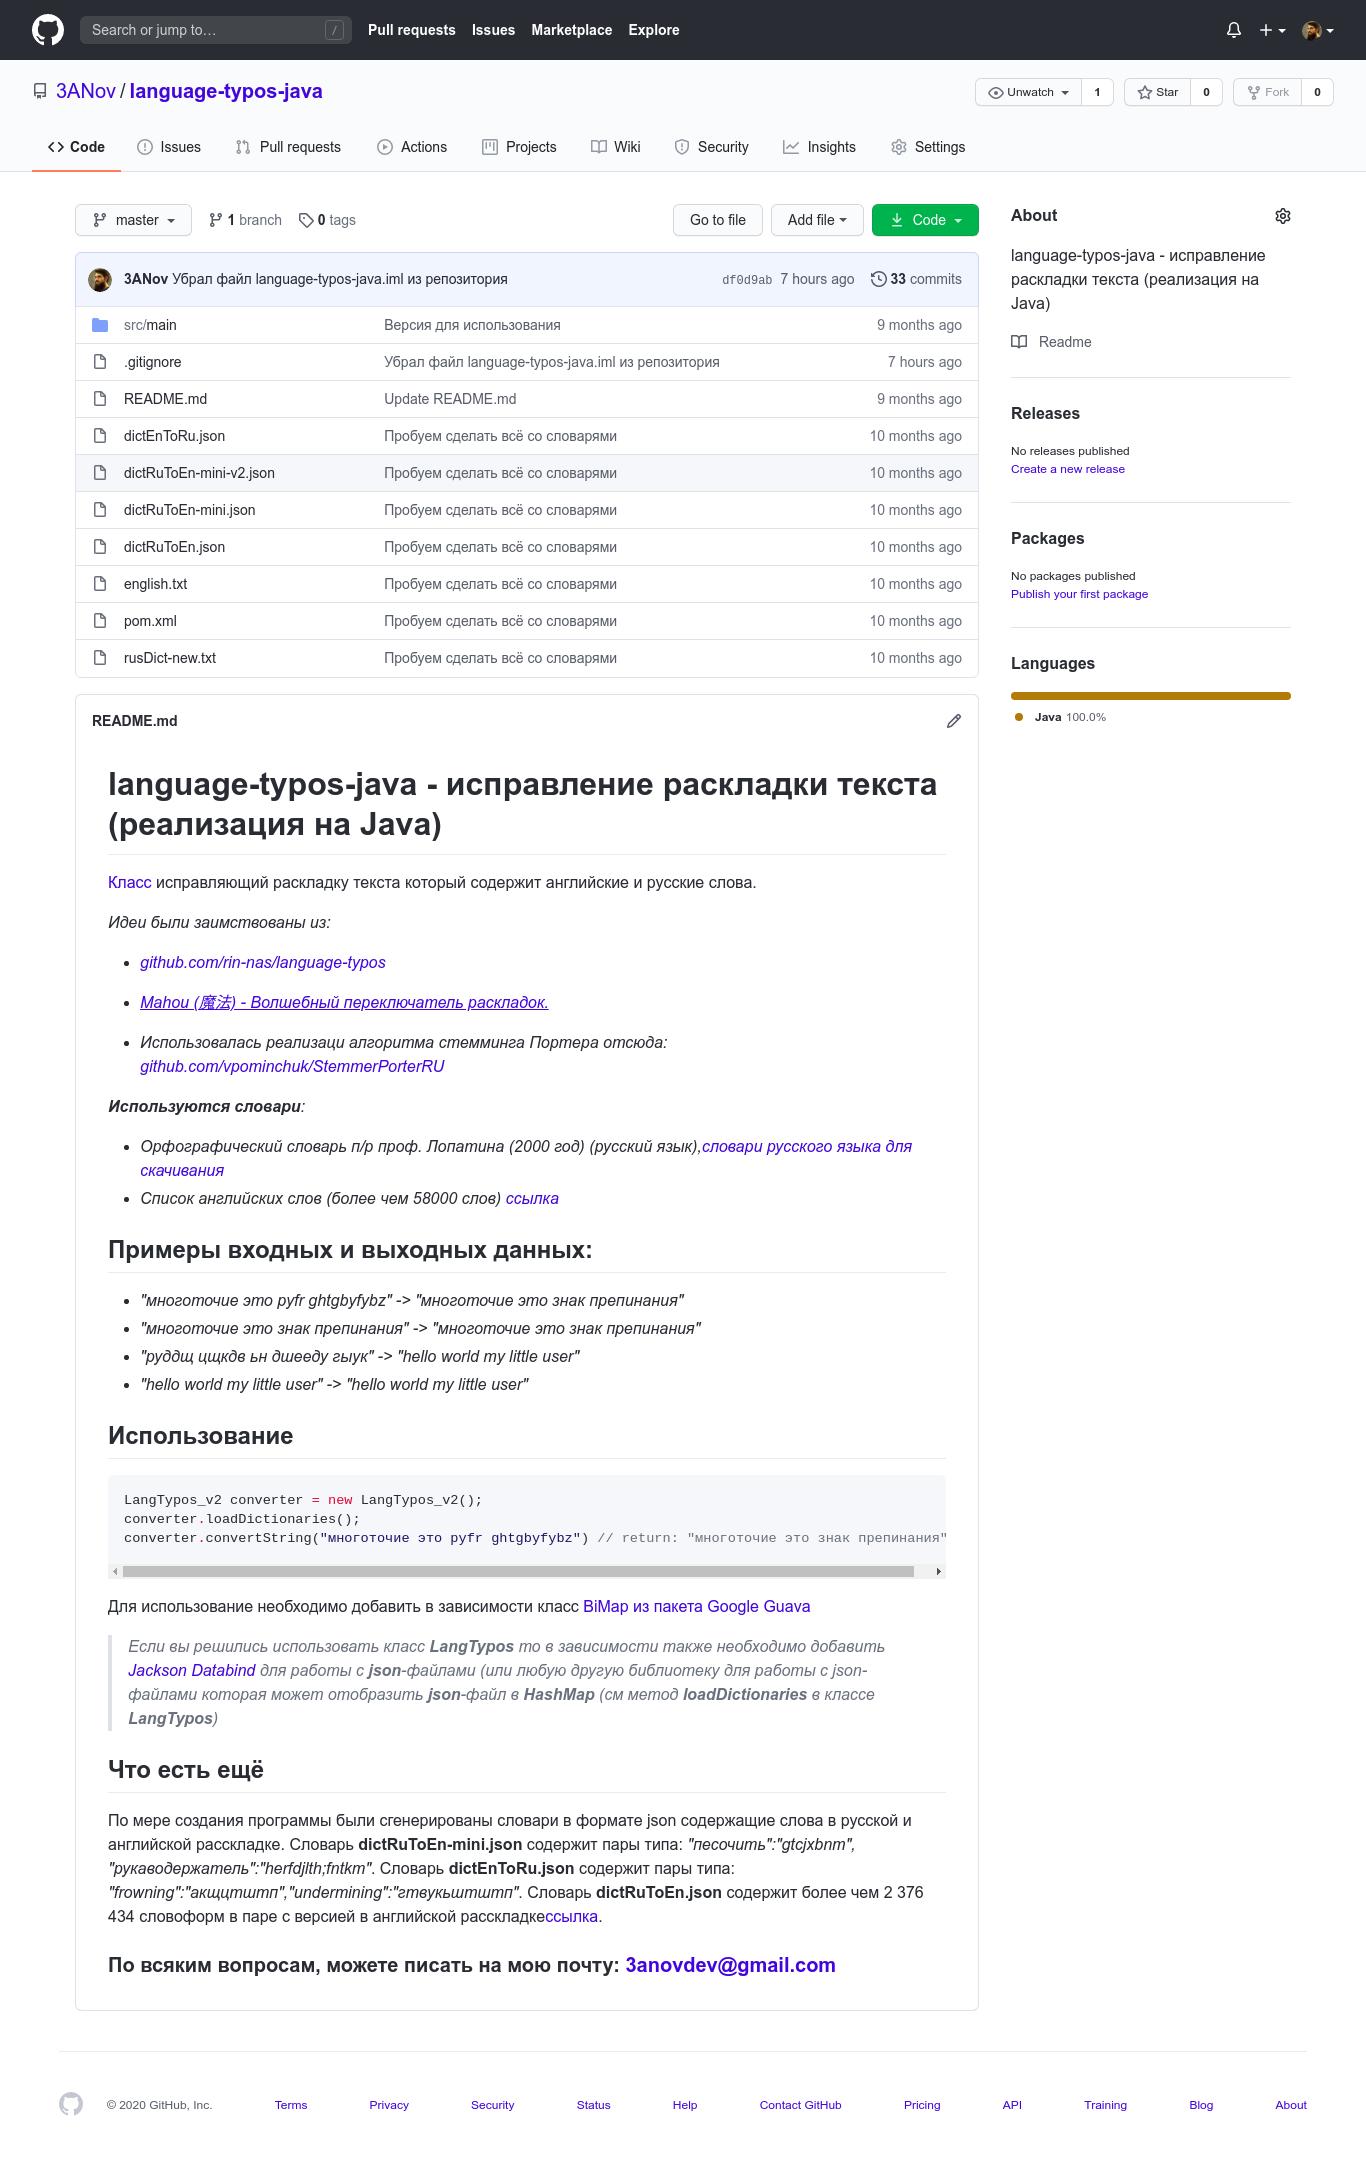 Search or jump to… /
Pull requests Issues Marketplace Explore
3ANov / language-typos-java
Unwatch 1 Star 0 Fork 0
Code Issues Pull requests Actions Projects Wiki Security Insights Settings
master 1 branch 0 tags Go to file Add file Code
3ANov Убрал файл language-typos-java.iml из репозитория df0d9ab 7 hours ago 33 commits
src/main Версия для использования 9 months ago
.gitignore Убрал файл language-typos-java.iml из репозитория 7 hours ago
README.md Update README.md 9 months ago
dictEnToRu.json Пробуем сделать всё со словарями 10 months ago
dictRuToEn-mini-v2.json Пробуем сделать всё со словарями 10 months ago
dictRuToEn-mini.json Пробуем сделать всё со словарями 10 months ago
dictRuToEn.json Пробуем сделать всё со словарями 10 months ago
english.txt Пробуем сделать всё со словарями 10 months ago
pom.xml Пробуем сделать всё со словарями 10 months ago
rusDict-new.txt Пробуем сделать всё со словарями 10 months ago
About
language-typos-java - исправление
раскладки текста (реализация на
Java)
Readme
Releases
No releases published
Create a new release
Packages
No packages published
Publish your first package
Languages
Java 100.0%
README.md
language-typos-java - исправление раскладки текста
(реализация на Java)
Класс исправляющий раскладку текста который содержит английские и русские слова.
Идеи были заимствованы из:
github.com/rin-nas/language-typos
Mahou (魔法) - Волшебный переключатель раскладок.
Использовалась реализаци алгоритма стемминга Портера отсюда:
github.com/vpominchuk/StemmerPorterRU
Используются словари:
Орфографический словарь п/р проф. Лопатина (2000 год) (русский язык),словари русского языка для
скачивания
Список английских слов (более чем 58000 слов) ссылка
Примеры входных и выходных данных:
"многоточие это pyfr ghtgbyfybz" -> "многоточие это знак препинания"
"многоточие это знак препинания" -> "многоточие это знак препинания"
"руддщ цщкдв ьн дшееду гыук" -> "hello world my little user"
"hello world my little user" -> "hello world my little user"
Использование
LangTypos_v2 converter = new LangTypos_v2();
converter.loadDictionaries();
converter.convertString("многоточие это pyfr ghtgbyfybz") // return: "многоточие это знак препинания"
Для использование необходимо добавить в зависимости класс BiMap из пакета Google Guava
Если вы решились использовать класс LangTypos то в зависимости также необходимо добавить
Jackson Databind для работы с json-файлами (или любую другую библиотеку для работы с json-
файлами которая может отобразить json-файл в HashMap (см метод loadDictionaries в классе
LangTypos)
Что есть ещё
По мере создания программы были сгенерированы словари в формате json содержащие слова в русской и
английской расскладке. Словарь dictRuToEn-mini.json содержит пары типа: "песочить":"gtcjxbnm",
"рукаводержатель":"herfdjlth;fntkm". Словарь dictEnToRu.json содержит пары типа:
"frowning":"акщцтштп","undermining":"гтвукьштштп". Словарь dictRuToEn.json содержит более чем 2 376
434 словоформ в паре с версией в английской расскладкессылка.
По всяким вопросам, можете писать на мою почту: 3anovdev@gmail.com
© 2020 GitHub, Inc. Terms Privacy Security Status Help Contact GitHub Pricing API Training Blog About